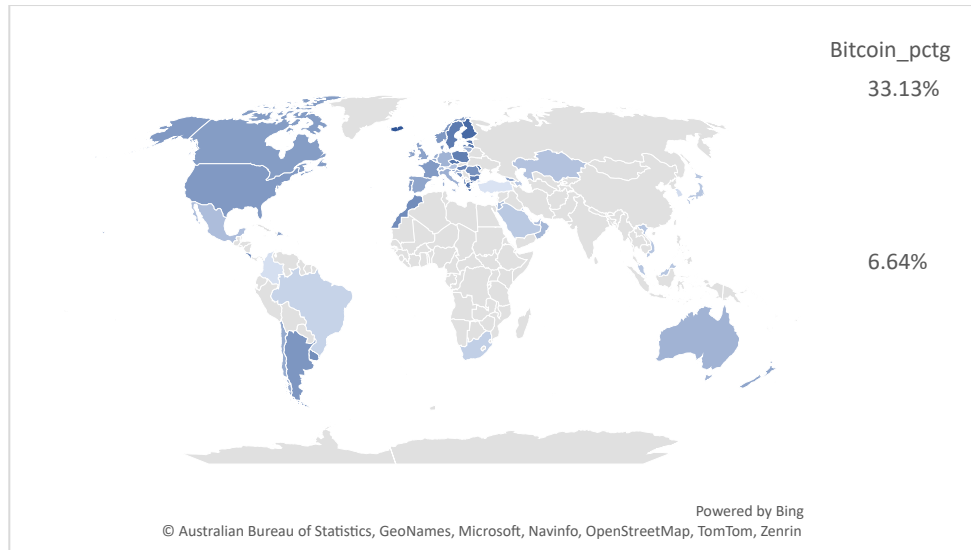 Bitcoin_pctg
33.13%
6.64%
Powered by Bing
© Australian Bureau of Statistics, GeoNames, Microsoft, Navinfo, OpenStreetMap, TomTom, Zenrin